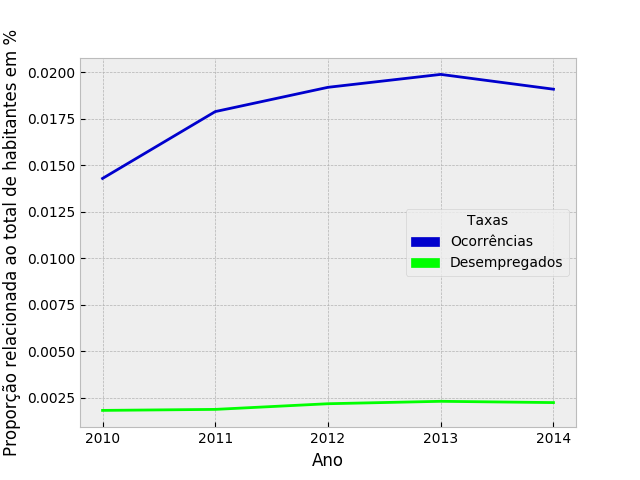 Proporção relacionada ao total de habitantes em %
0.0200
0.0175
0.0150
0.0125
0.0100
0.0075
0.0050
0.0025
Taxas
Ocorrências
Desempregados
2010 2011 2012 2013 2014
Ano